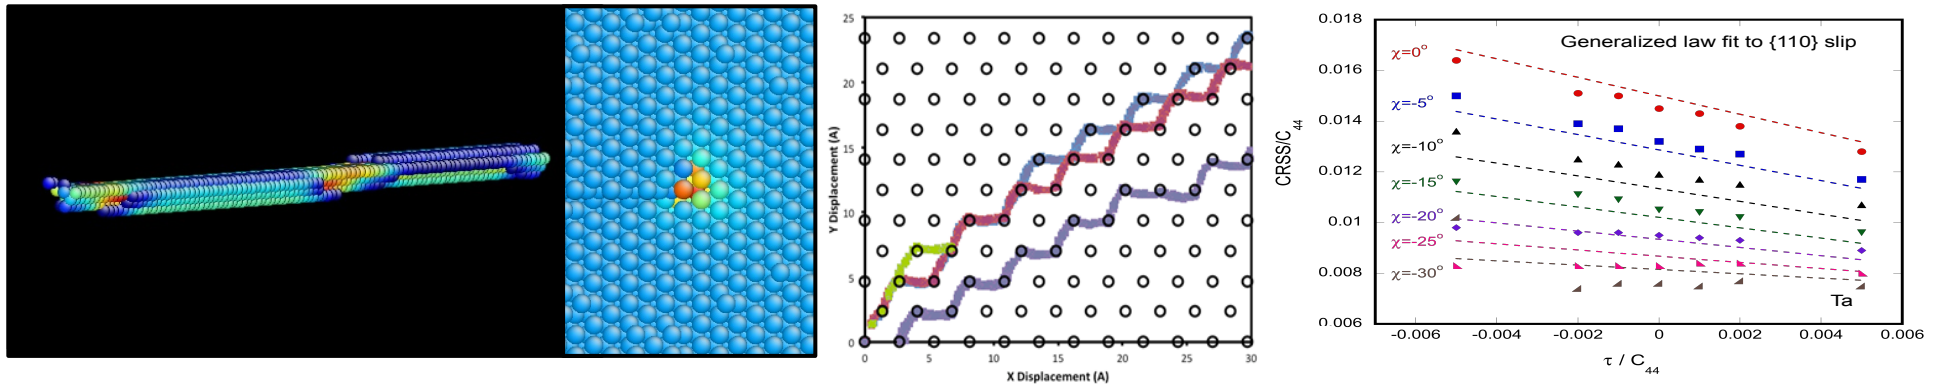 25
20
15
10
5
0
Y Displacement (A)
0 5 10 15 20 25 30
X Displacement (A)
0.018
0.016
0.014
0.012
0.01
0.008
0.006
CRSS/C44
Generalized law fit to {110} slip
χ=0°
χ=-5°
χ=-10°
χ=-15°
χ=-20°
χ=-25°
χ=-30°
Ta
-0.006 -0.004 -0.002 0 0.002 0.004 0.006
τ / C44